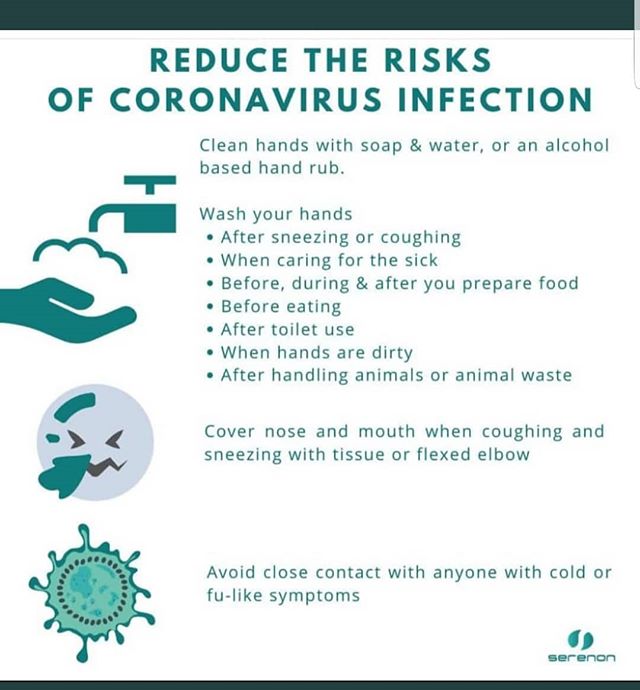 REDUCE THE RISKS
OF CORONAVIRUS INFECTION
Clean hands with soap & water, or an alcohol
based hand rub.
Wash your hands
• After sneezing or coughing
• When caring for the sick
• Before, during & after you prepare food
• Before eating
• After toilet use
• When hands are dirty
• After handling animals or animal waste
Cover nose and mouth when coughing and
sneezing with tissue or flexed elbow
Avoid close contact with anyone with cold or
fu-like symptoms
serenon